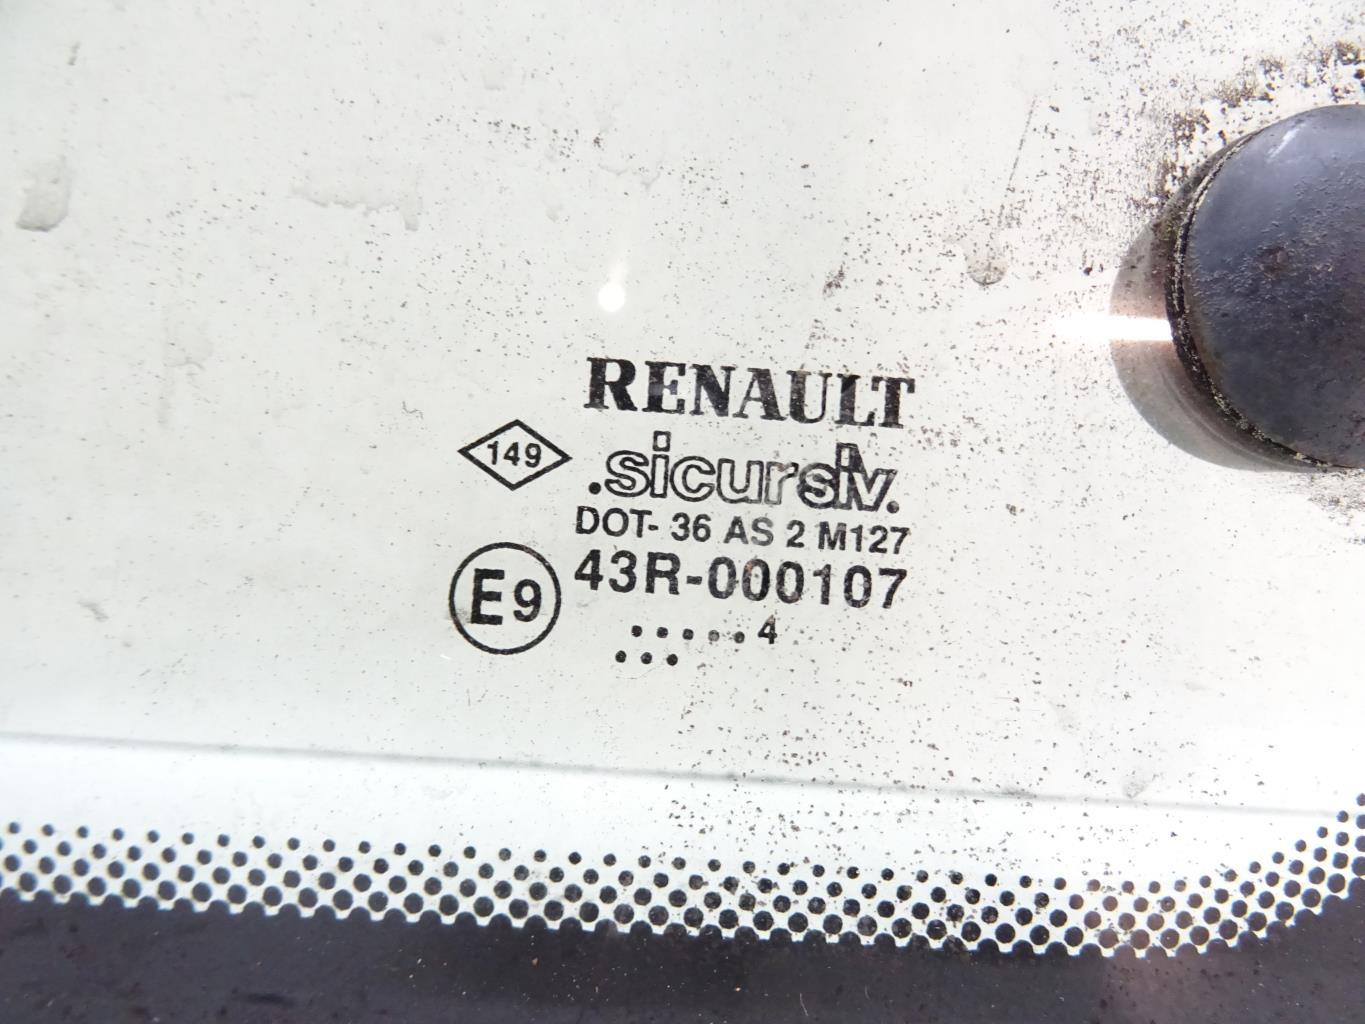 RENAULT
149
.sicursiv.
DOT- 36 AS 2 M127
E9
43R-000107
.....4
...